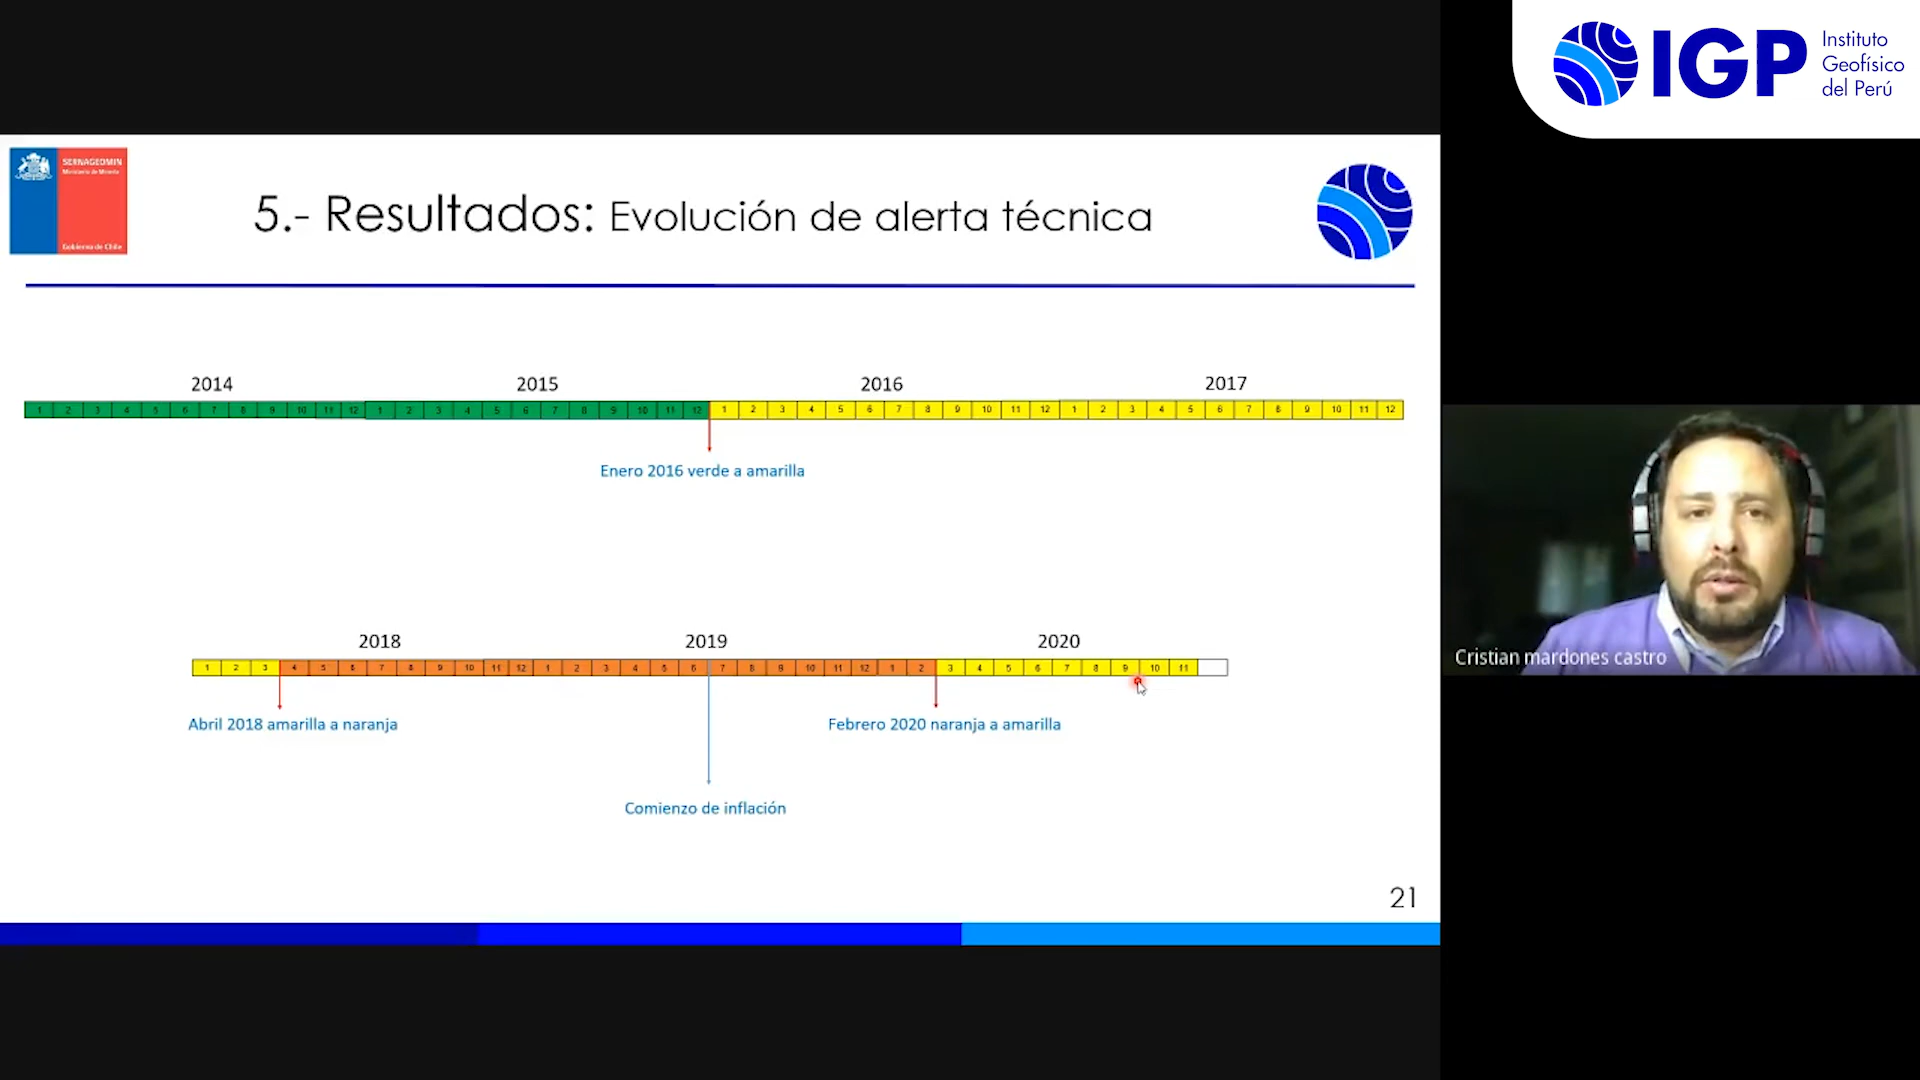 IGP
Instituto
Geofísico
del Perú
SERNAGEOMIN
Ministerio de Minería
Gobierno de Chile
5.- Resultados: Evolución de alerta técnica
2014 2015 2016 2017
1 2 3 4 5 6 7 8 9 10 11 12 1 2 3 4 5 6 7 8 9 10 11 12 1 2 3 4 5 6 7 8 9 10 11 12 1 2 3 4 5 6 7 8 9 10 11 12
Enero 2016 verde a amarilla
2018 2019 2020
1 2 3 4 5 6 7 8 9 10 11 12 1 2 3 4 5 6 7 8 9 10 11 12 1 2 3 4 5 6 7 8 9 10 11
Abril 2018 amarilla a naranja
Febrero 2020 naranja a amarilla
Comienzo de inflación
21
Cristian mardones castro